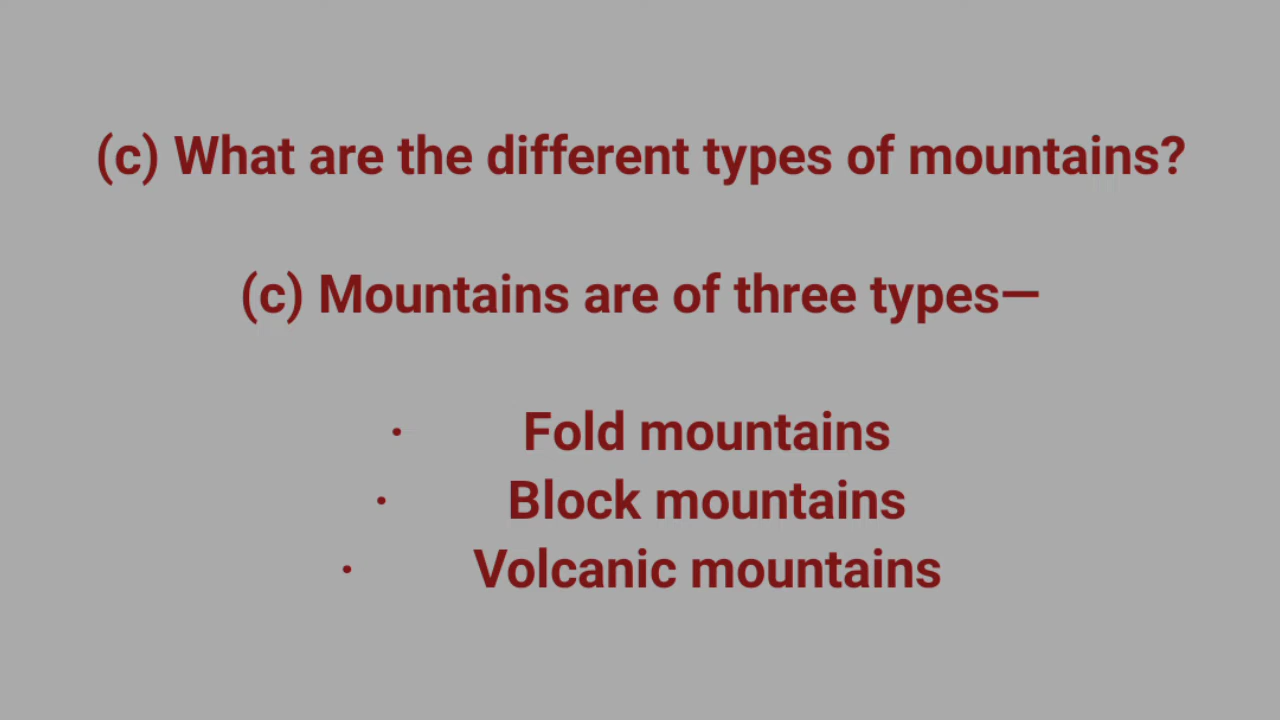 (c) What are the different types of mountains?
(c) Mountains are of three types—
· Fold mountains
· Block mountains
· Volcanic mountains